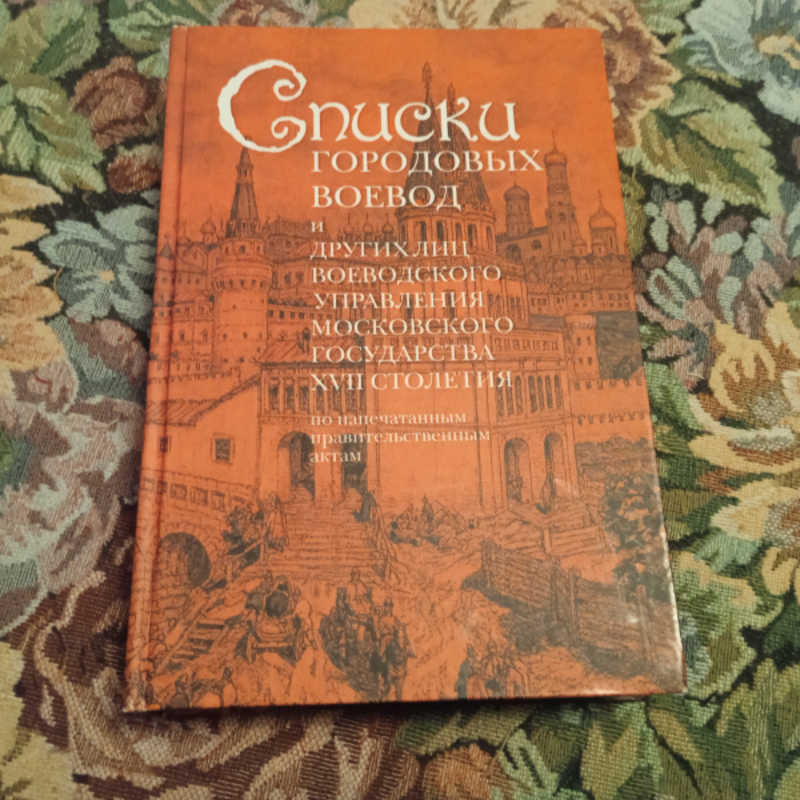 Списки
ГОРОДОВЫХ
ВОЕВОД
и
ДРУГИХ ЛИЦ
ВОЕВОДСКОГО
УПРАВЛЕНИЯ
МОСКОВСКОГО
ГОСУДАРСТВА
XVII СТОЛЕТИЯ
по напечатанным
правительственным
актам